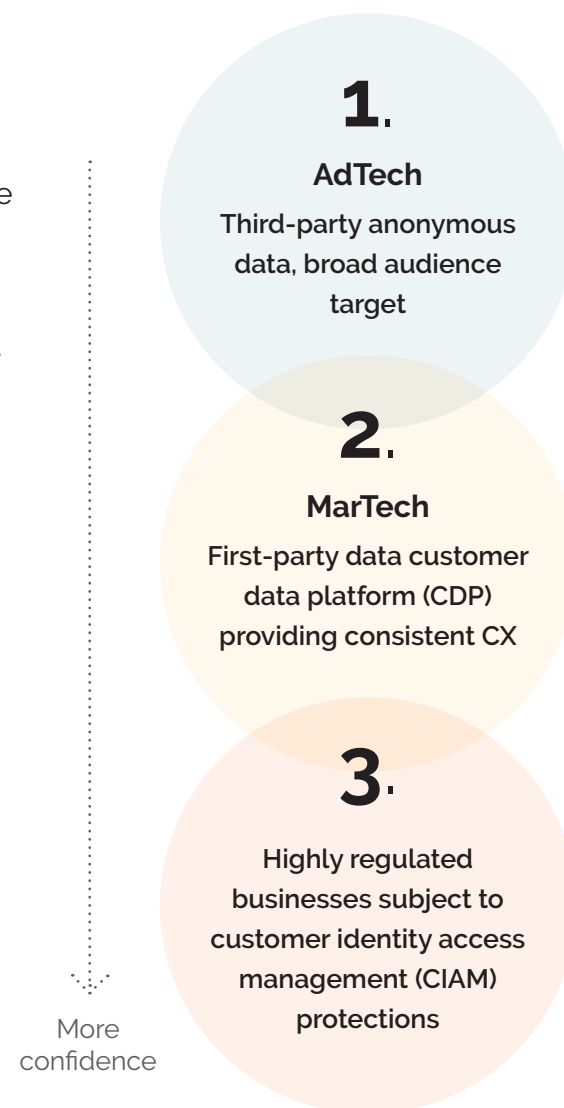 e
1.
AdTech
Third-party anonymous
data, broad audience
target
2.
MarTech
First-party data customer
data platform (CDP)
providing consistent CX
3.
Highly regulated
businesses subject to
customer identity access
management (CIAM)
protections
More
confidence